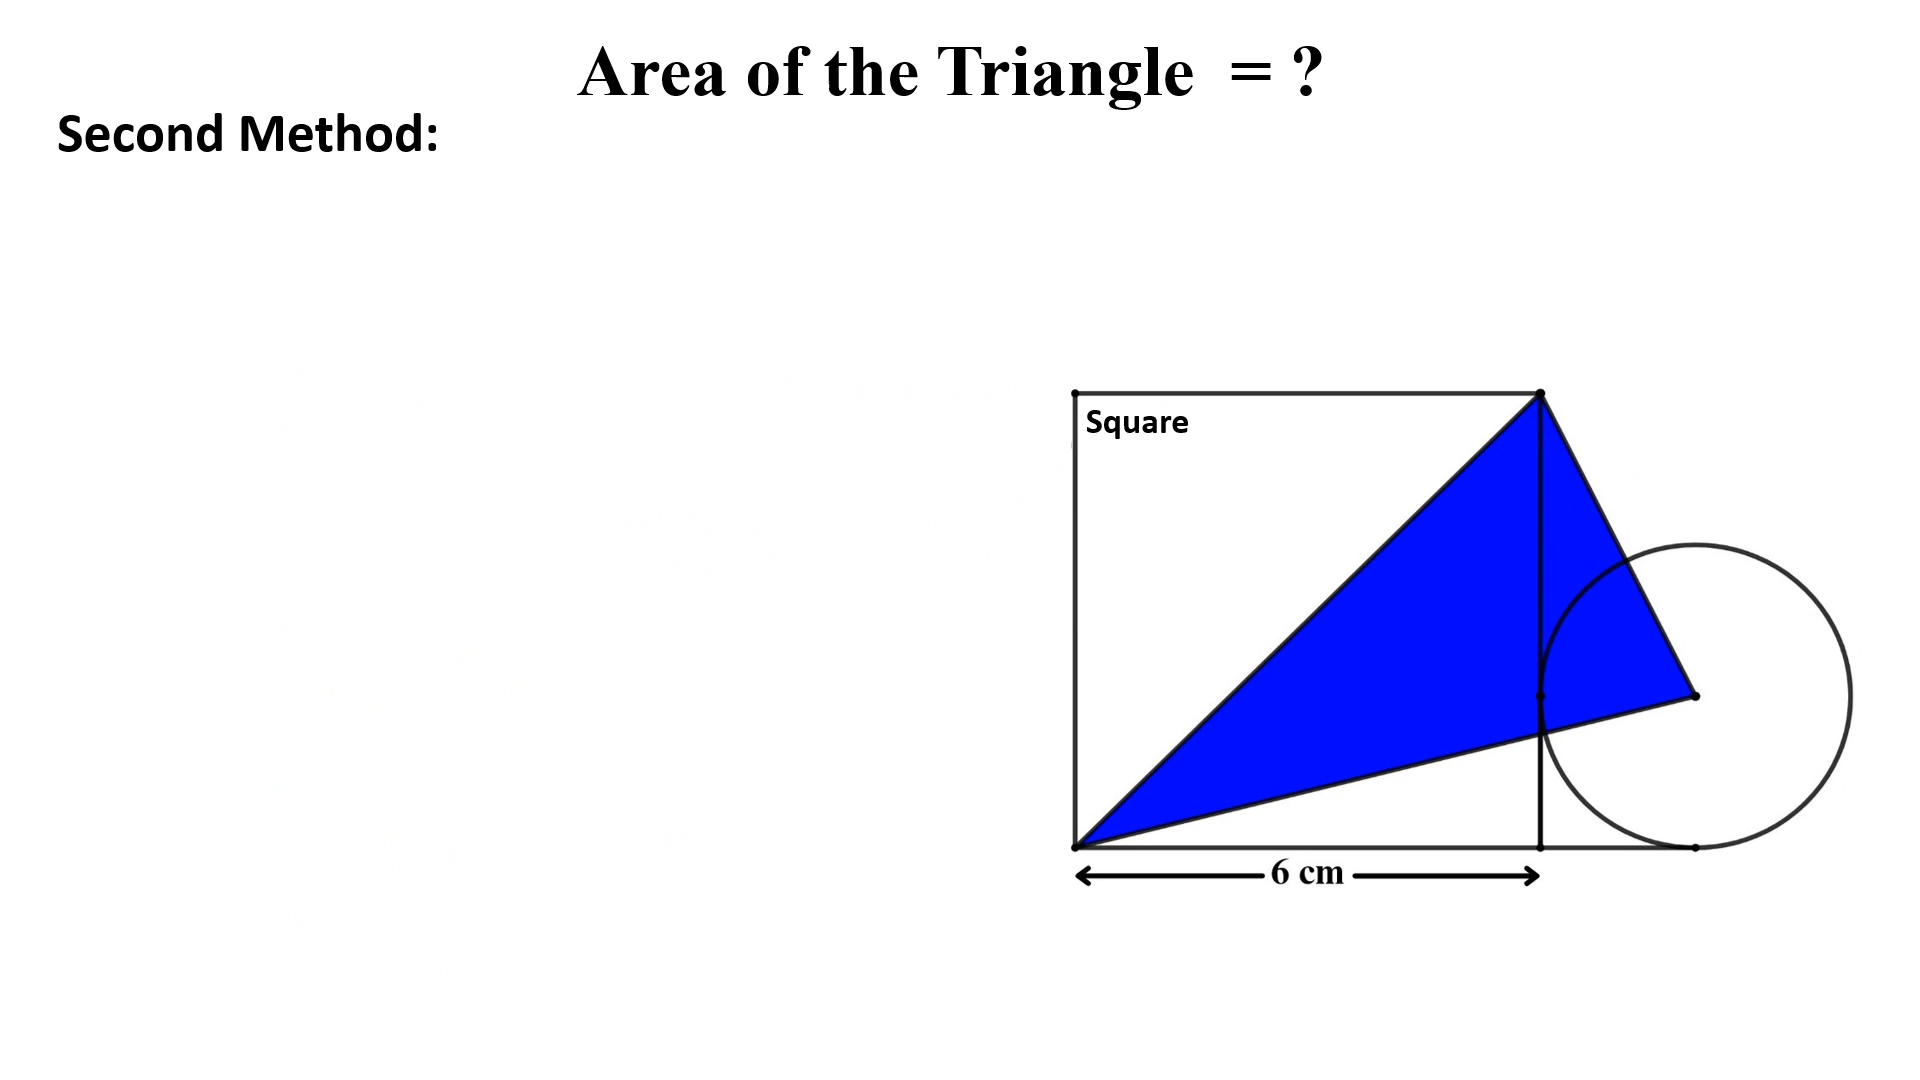 Area of the Triangle = ?
Second Method:
Square
6 cm